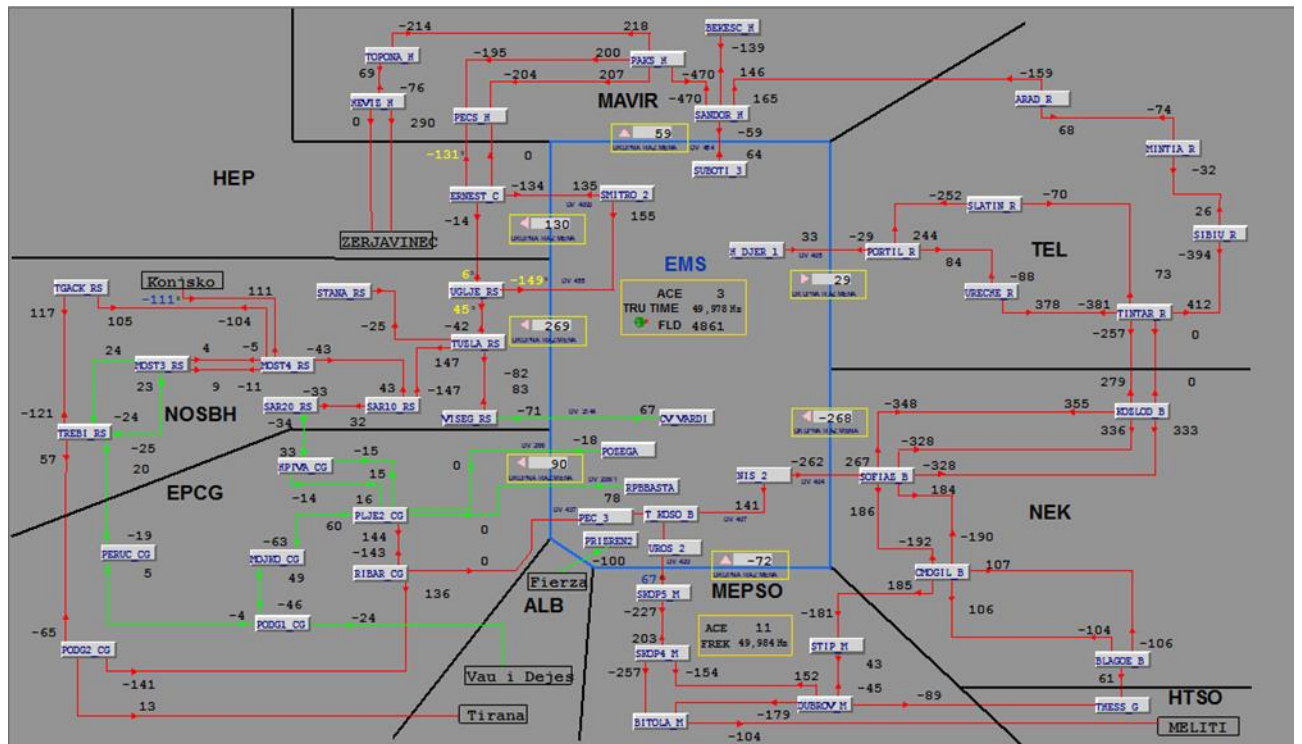 -214
218
BEKESC_H
-195
200
TOPONA_H
PAKS_H
-139
69
-204
207
-470
146
-159
-76
MAVIR
ARAD_R
HEVIZ_H
-470
165
-74
0
290
PECS_H
SANDOR_H
68
59
-59
MINTIA_R
-131
0
64
-32
HEP
SUBOTI_3
-134
135
-252
-70
ERNEST_C
SMITRO_2
SLATIN_R
-14
26
130
155
SIBIU_R
33
-29
244
TEL
ZERJAVINEC
H_DJER_1
PORTIL_R
-394
EMS
84
Konjsko
6
-149
-88
73
TGACK_RS
29
-111
111
STANA_RS
UGLJE_RS
ACE 3
TRU TIME 49,978 Hz
FLD 4861
URECHE_R
378
-381
412
117
105
-104
45
TINTAR_R
-25
-42
269
-257
0
24
4
-5
-43
TUZLA_RS
MOST3_RS
MOST4_RS
147
-82
279
0
23
9
-11
83
-348
355
-33
43
-147
-121
-24
NOSBH
SAR20_RS
SAR10_RS
VISEG_RS
-71
67
CV_VARDI
-268
KOZLOD_B
TREBI_RS
-34
32
336
333
-25
-328
57
20
33
-15
-18
POZEGA
EPCG
HPIVA_CG
0
90
-262
267
-328
15
NIS_2
SOFIAZ_B
-14
16
RPBBASTA
184
PLJE2_CG
78
141
186
NEK
60
PEC_3
T_KOSO_B
-19
-63
144
0
PERUC_CG
MOJKO_CG
-143
PRIZREN2
UROS_2
-192
-190
5
49
RIBAR_CG
0
-100
-72
107
Fierza
MEPSO
CMOGIL_B
136
ALB
67
185
-46
SKOP5_M
106
-4
-24
-227
-181
PODG1_CG
ACE 11
FREK 49,984 Hz
-65
203
STIP_M
-104
-106
PODG2_CG
SKOP4_M
BLAGOE_B
-257
-154
43
Vau i Dejes
152
61
-141
-45
HTSO
-89
13
DUBROV_M
THESS_G
Tirana
BITOLA_M
-179
MELITI
-104